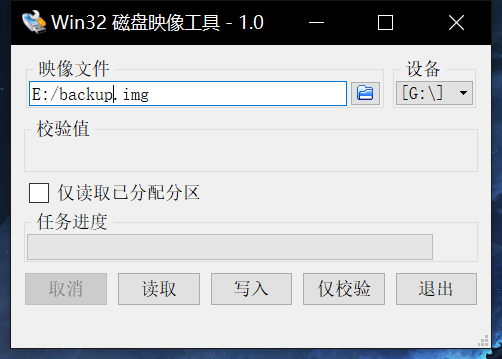 Win32 磁盘映像工具 - 1.0
映像文件
设备
E:/backup.img
[G:\]
校验值
仅读取已分配分区
任务进度
取消
读取
写入
仅校验
退出